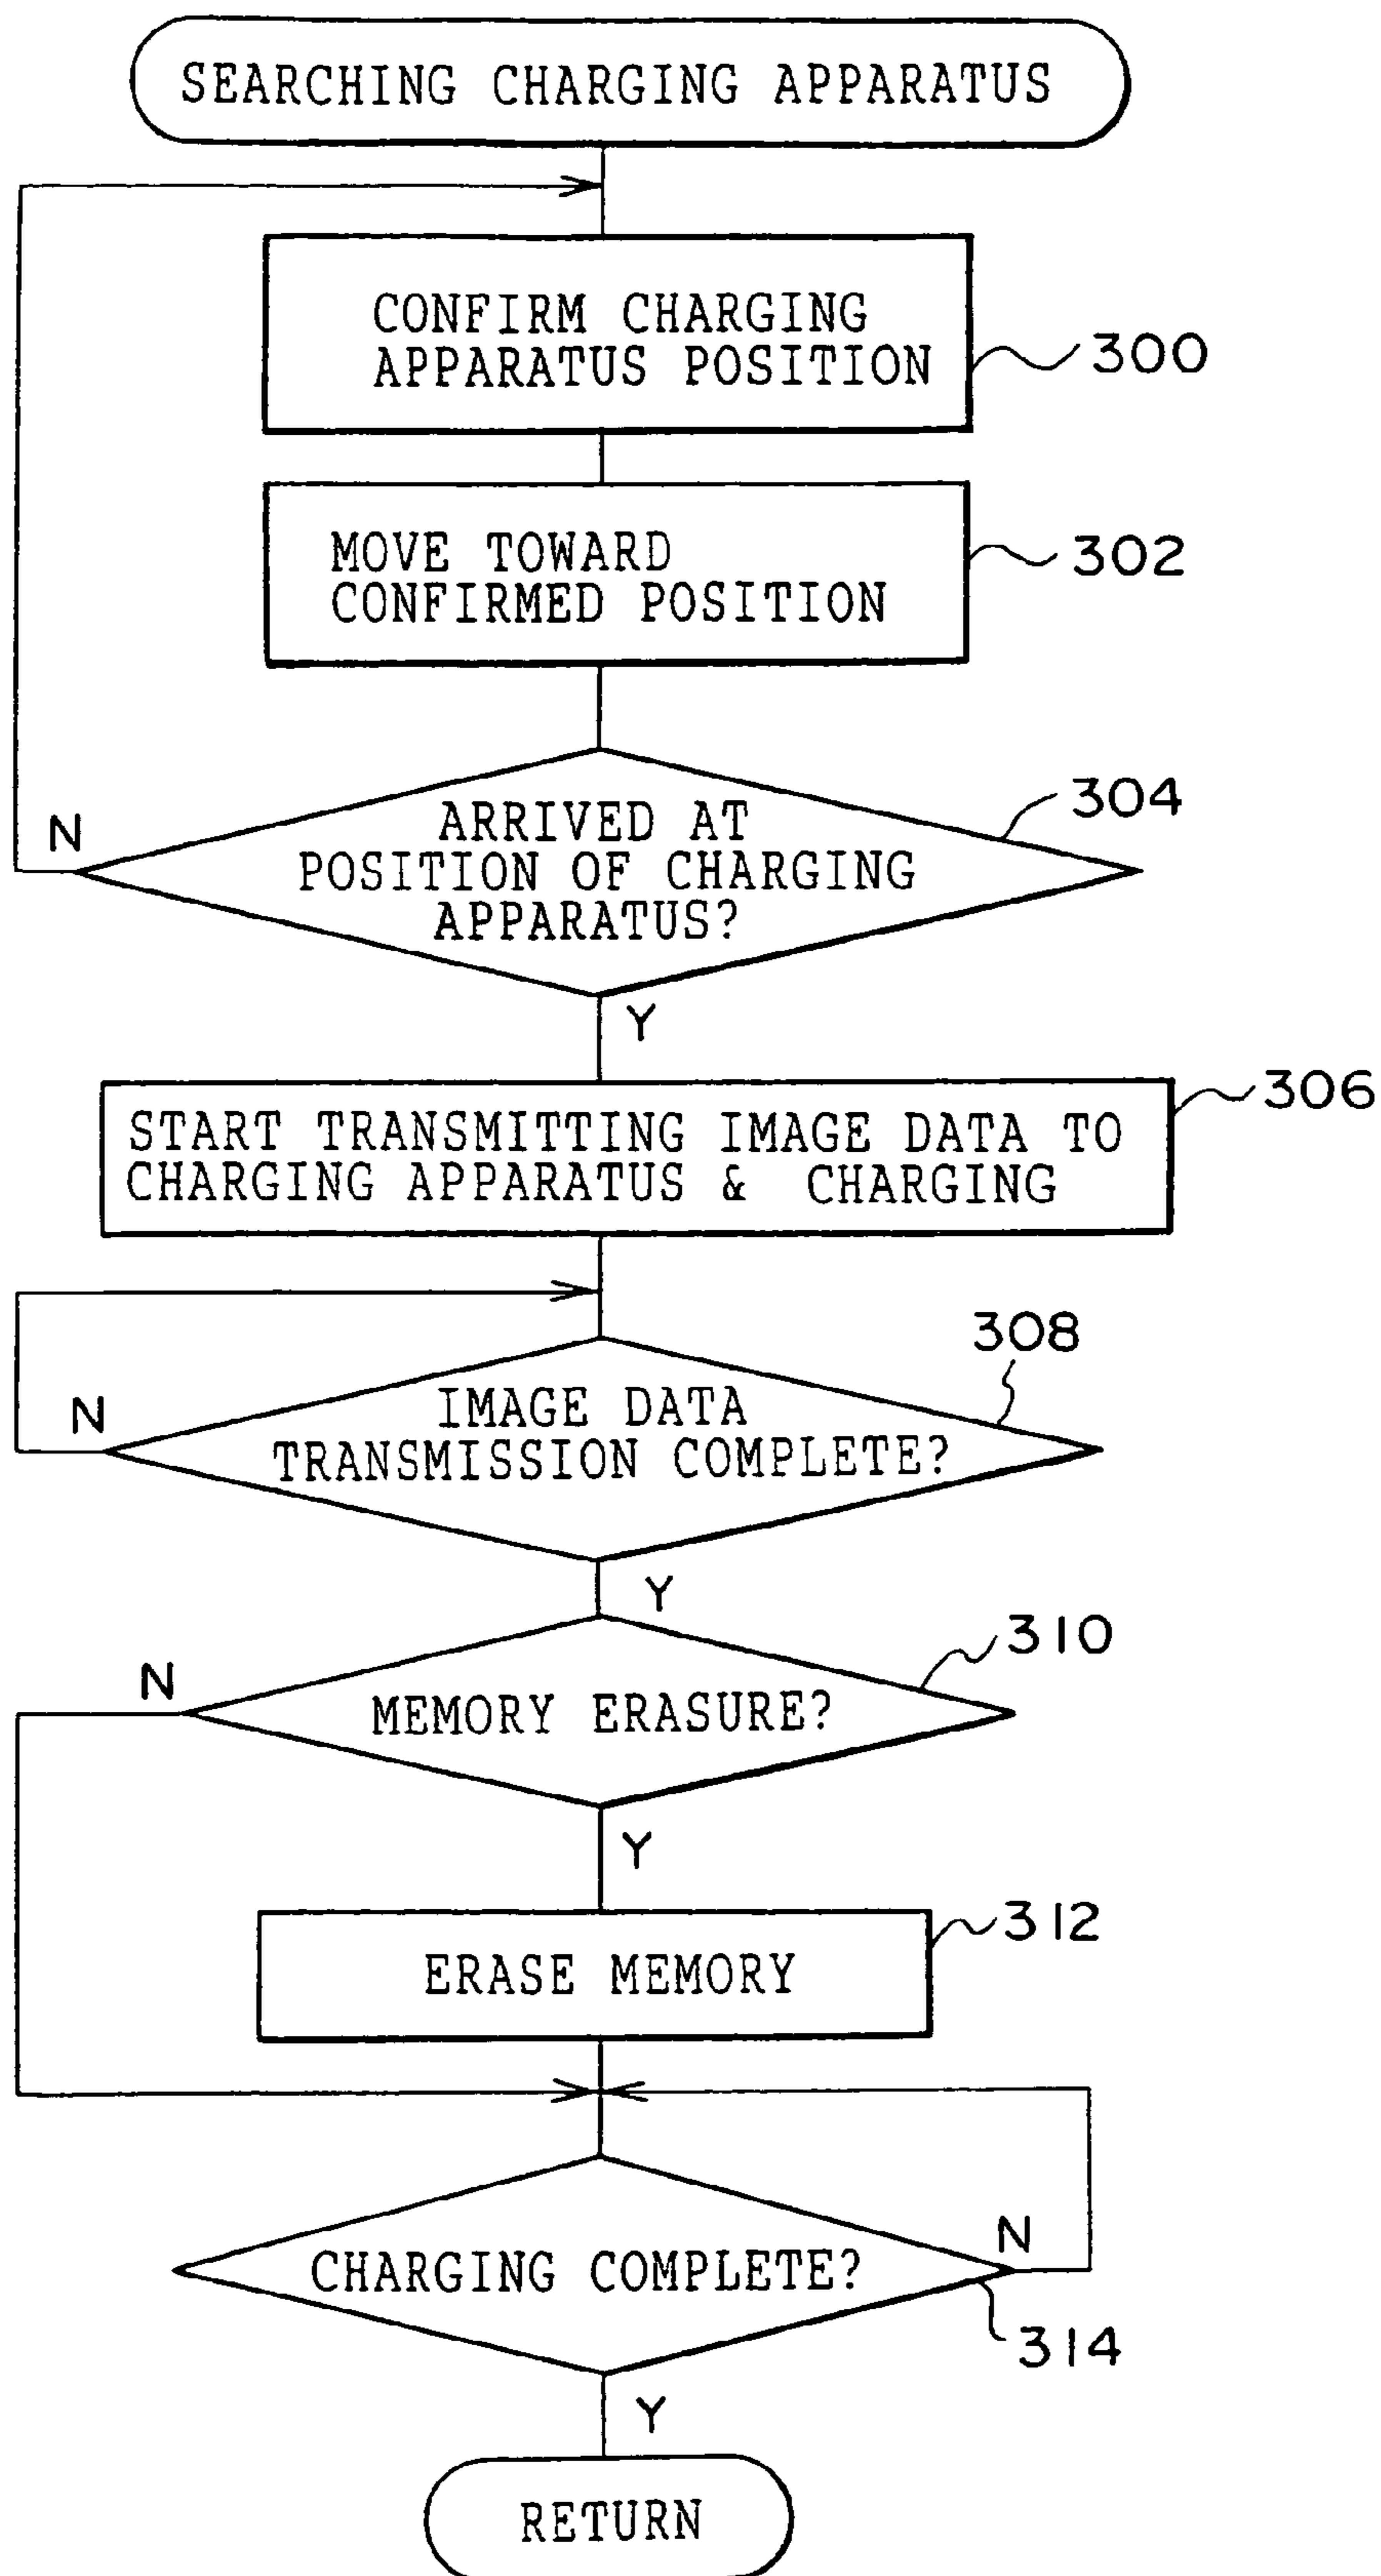 SEARCHING CHARGING APPARATUS
CONFIRM CHARGING
APPARATUS POSITION
300
MOVE TOWARD
CONFIRMED POSITION
302
304
ARRIVED AT
POSITION OF CHARGING
APPARATUS?
N
Y
306
START TRANSMITTING IMAGE DATA TO
CHARGING APPARATUS & CHARGING
308
IMAGE DATA
TRANSMISSION COMPLETE?
N
Y
310
N
MEMORY ERASURE?
Y
312
ERASE MEMORY
N
CHARGING COMPLETE?
314
Y
RETURN